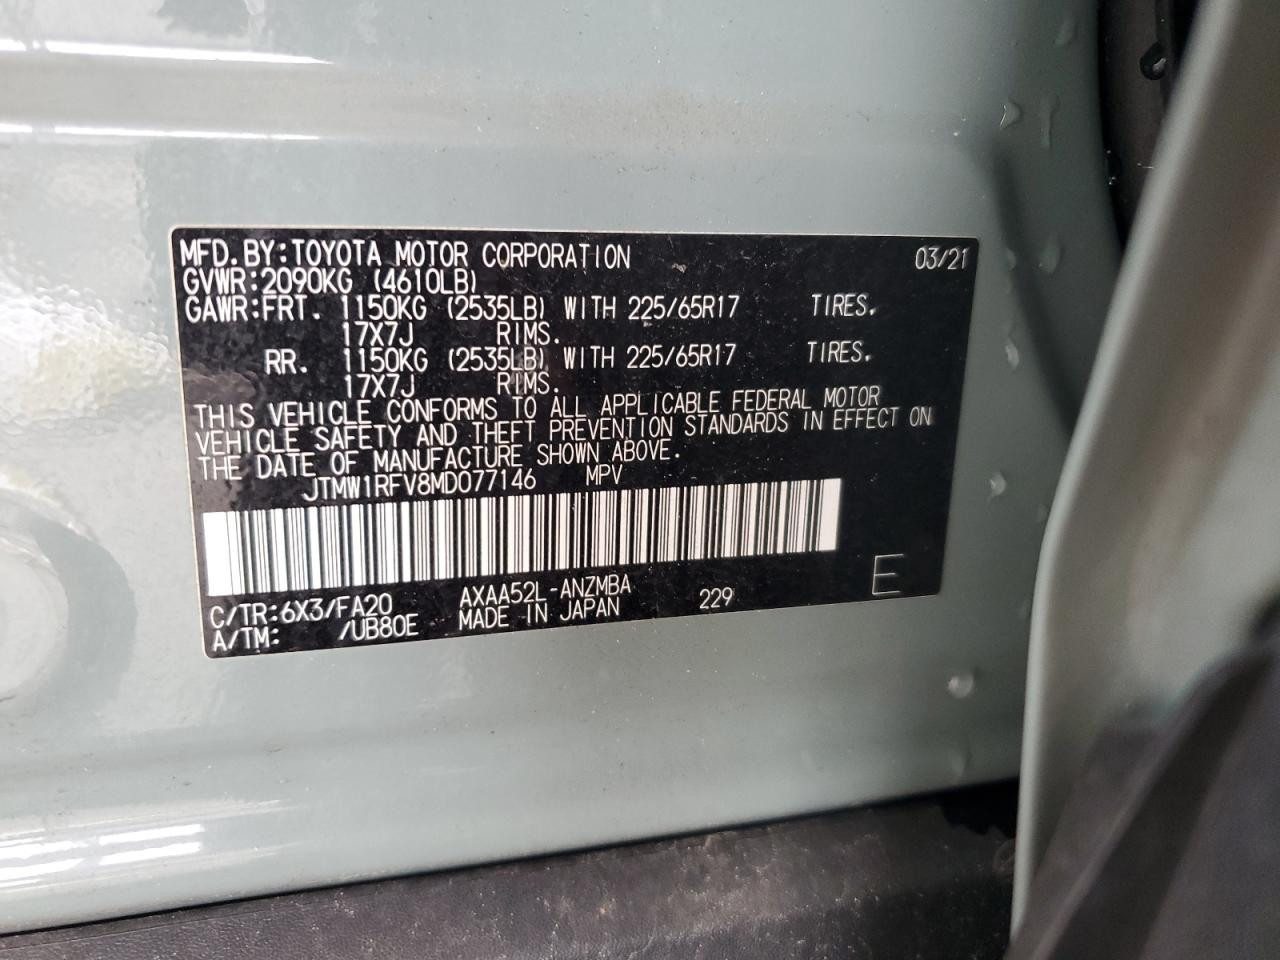 MFD.BY:TOYOTA MOTOR CORPORATION 03/21
GVWR:2090KG (4610LB)
GAWR:FRT. 1150KG (2535LB) WITH 225/65R17 TIRES.
17X7J RIMS.
RR. 1150KG (2535LB) WITH 225/65R17 TIRES.
17X7J RIMS.
THIS VEHICLE CONFORMS TO ALL APPLICABLE FEDERAL MOTOR
VEHICLE SAFETY AND THEFT PREVENTION STANDARDS IN EFFECT ON
THE DATE OF MANUFACTURE SHOWN ABOVE.
JTMW1RFV8MD077146 MPV
C/TR:6X3/FA20 AXAA52L-ANZMBA 229 E
A/TM: /UB80E MADE IN JAPAN